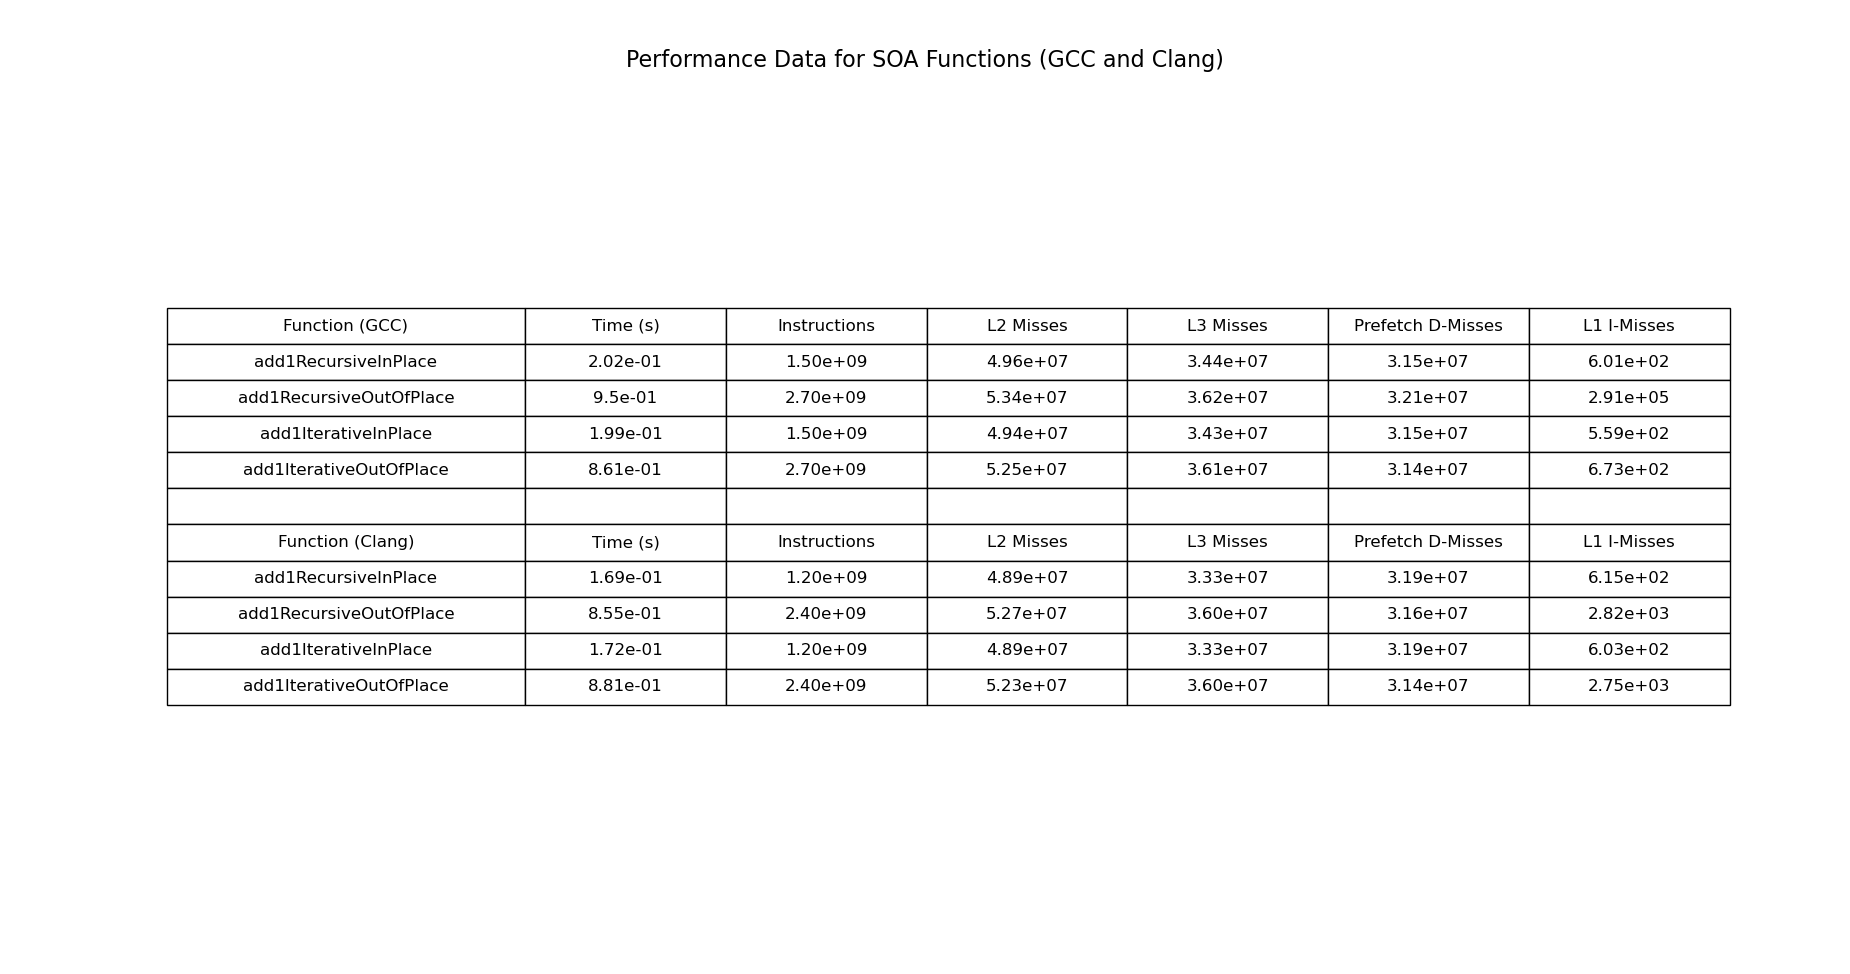 Performance Data for SOA Functions (GCC and Clang)
Function (GCC) Time (s) Instructions L2 Misses L3 Misses Prefetch D-Misses L1 I-Misses
add1RecursiveInPlace 2.02e-01 1.50e+09 4.96e+07 3.44e+07 3.15e+07 6.01e+02
add1RecursiveOutOfPlace 9.5e-01 2.70e+09 5.34e+07 3.62e+07 3.21e+07 2.91e+05
add1IterativeInPlace 1.99e-01 1.50e+09 4.94e+07 3.43e+07 3.15e+07 5.59e+02
add1IterativeOutOfPlace 8.61e-01 2.70e+09 5.25e+07 3.61e+07 3.14e+07 6.73e+02
Function (Clang) Time (s) Instructions L2 Misses L3 Misses Prefetch D-Misses L1 I-Misses
add1RecursiveInPlace 1.69e-01 1.20e+09 4.89e+07 3.33e+07 3.19e+07 6.15e+02
add1RecursiveOutOfPlace 8.55e-01 2.40e+09 5.27e+07 3.60e+07 3.16e+07 2.82e+03
add1IterativeInPlace 1.72e-01 1.20e+09 4.89e+07 3.33e+07 3.19e+07 6.03e+02
add1IterativeOutOfPlace 8.81e-01 2.40e+09 5.23e+07 3.60e+07 3.14e+07 2.75e+03